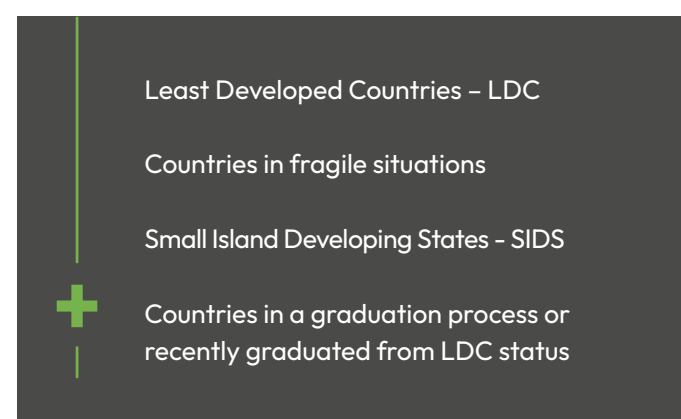 Least Developed Countries – LDC
Countries in fragile situations
Small Island Developing States - SIDS
Countries in a graduation process or
recently graduated from LDC status